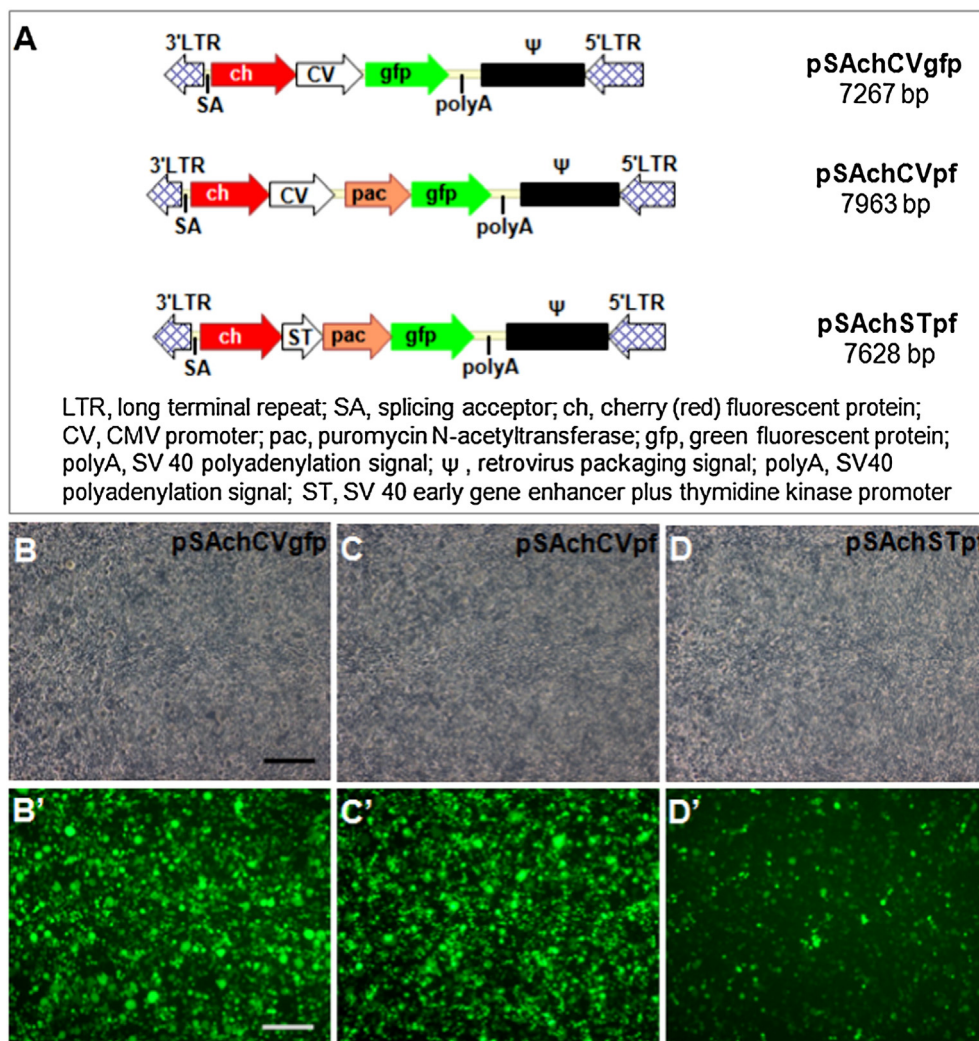 A
3'LTR
ch
CV
gfp
Ψ
5'LTR
SA
polyA
pSAchCVgfp
7267 bp
3'LTR
ch
CV
pac
gfp
Ψ
5'LTR
SA
polyA
pSAchCVpf
7963 bp
3'LTR
ch
ST
pac
gfp
Ψ
5'LTR
SA
polyA
pSAchSTpf
7628 bp
LTR, long terminal repeat; SA, splicing acceptor; ch, cherry (red) fluorescent protein;
CV, CMV promoter; pac, puromycin N-acetyltransferase; gfp, green fluorescent protein;
polyA, SV 40 polyadenylation signal; Ψ , retrovirus packaging signal; polyA, SV40
polyadenylation signal; ST, SV 40 early gene enhancer plus thymidine kinase promoter
B pSAchCVgfp
C pSAchCVpf
D pSAchSTpf
B'
C'
D'